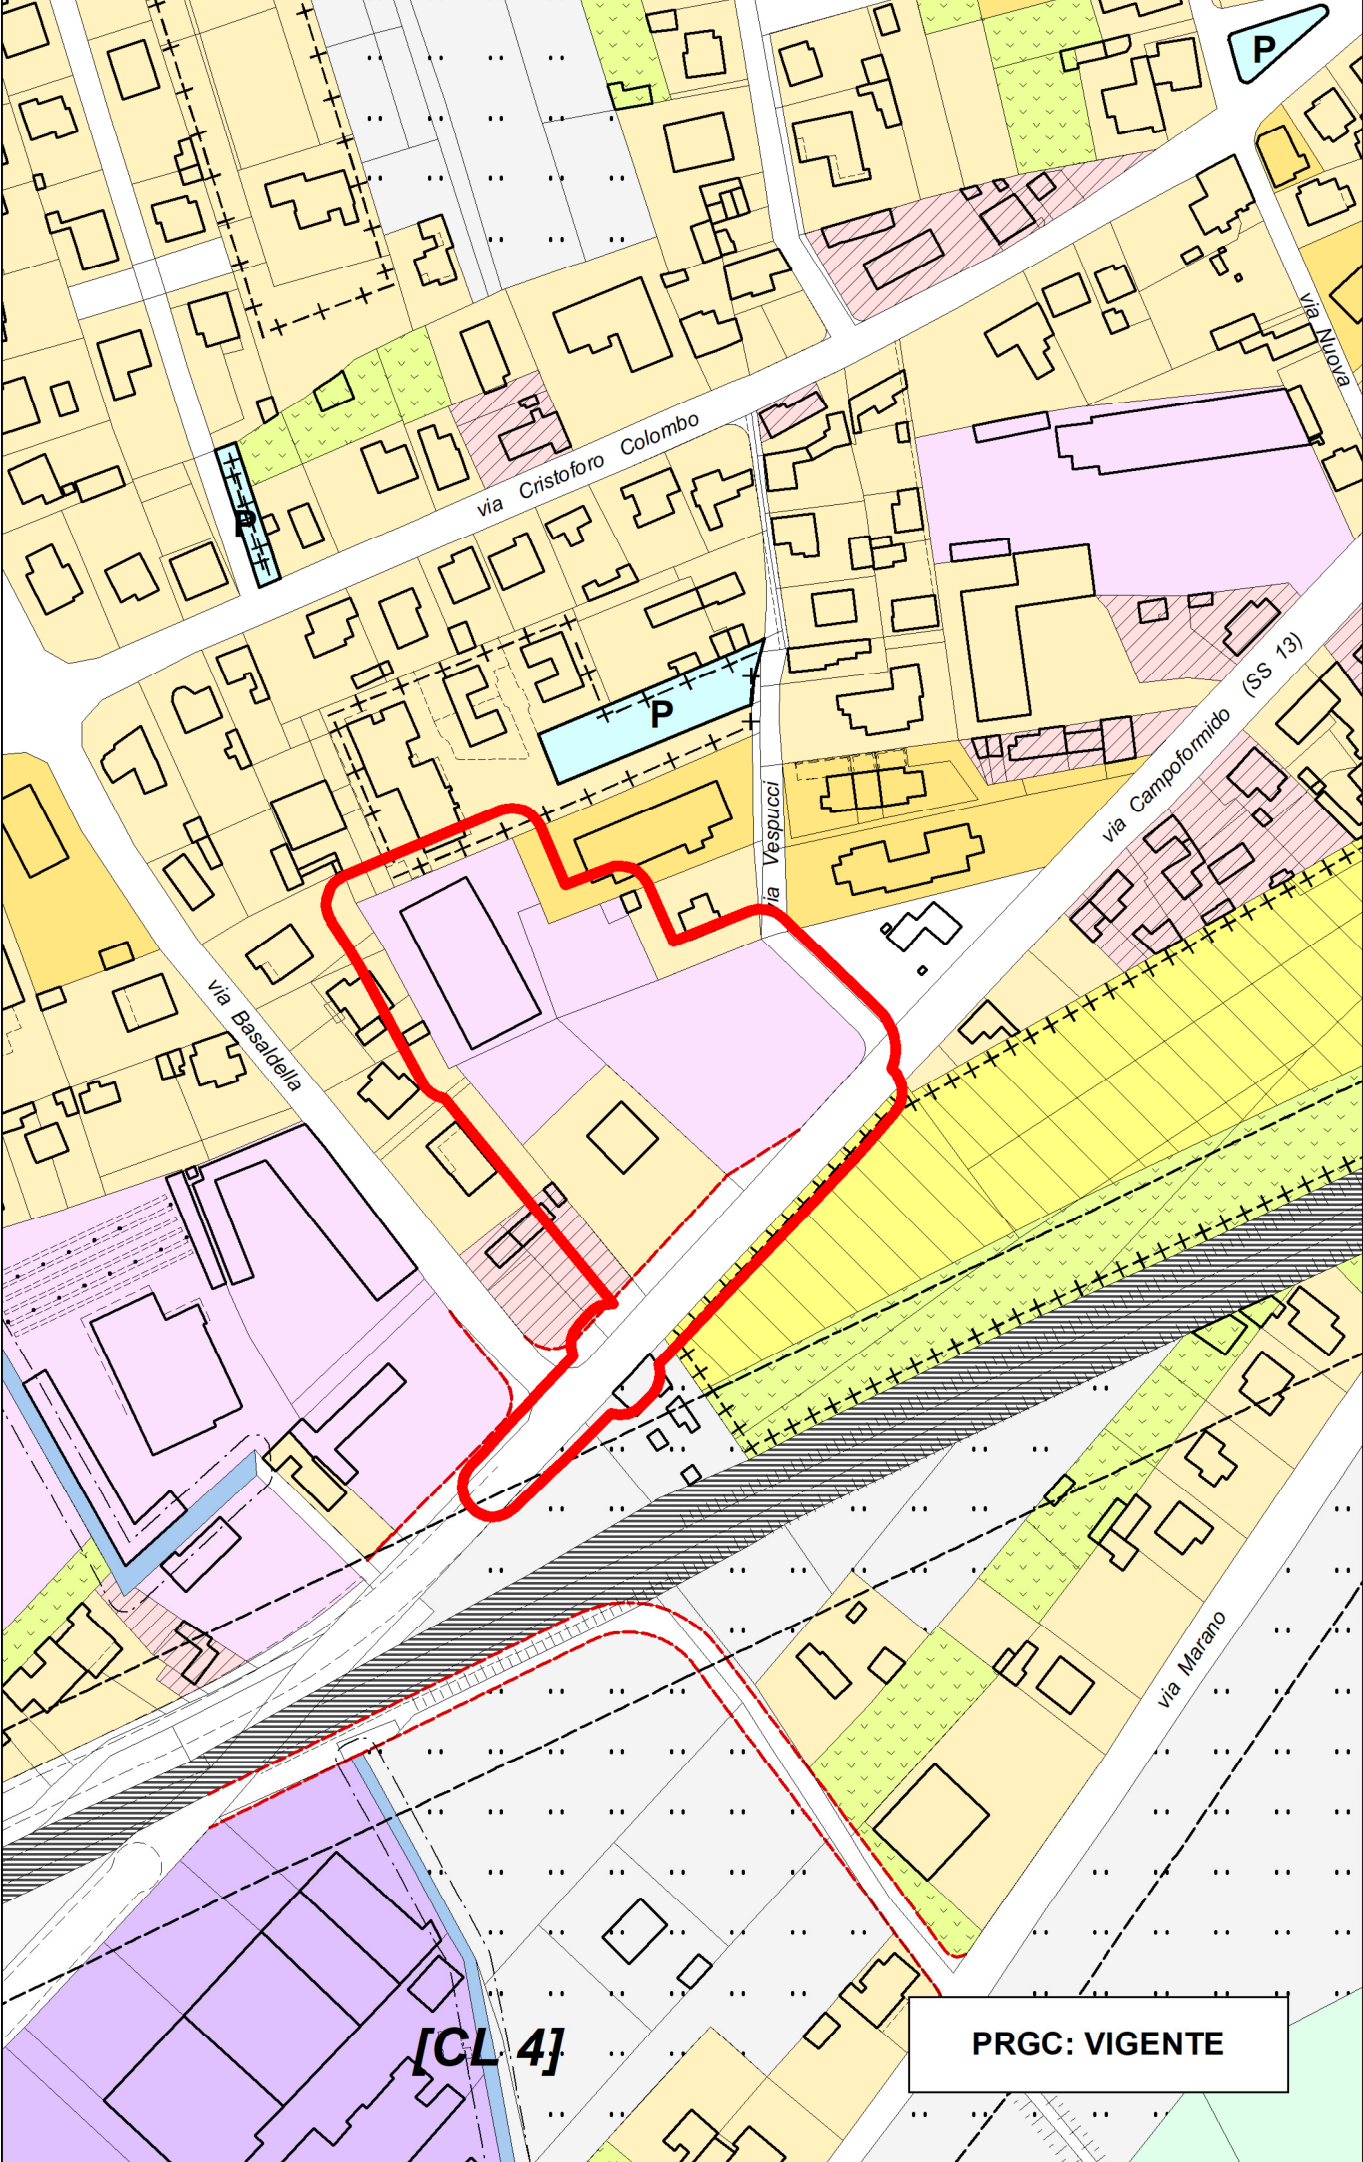 P
via Nuova
via Cristoforo Colombo
P
P
via Campoformido (SS 13)
via Vespucci
via Basaldella
via Marano
[CL 4]
PRGC: VIGENTE